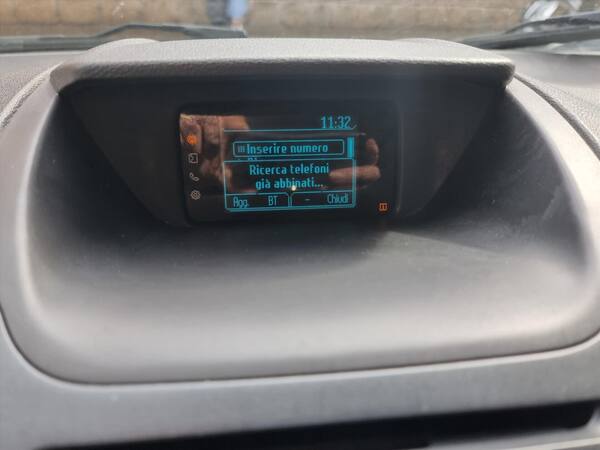 11:32
Inserire numero
Ricerca telefoni
già abbinati...
Agg. BT - Chiudi